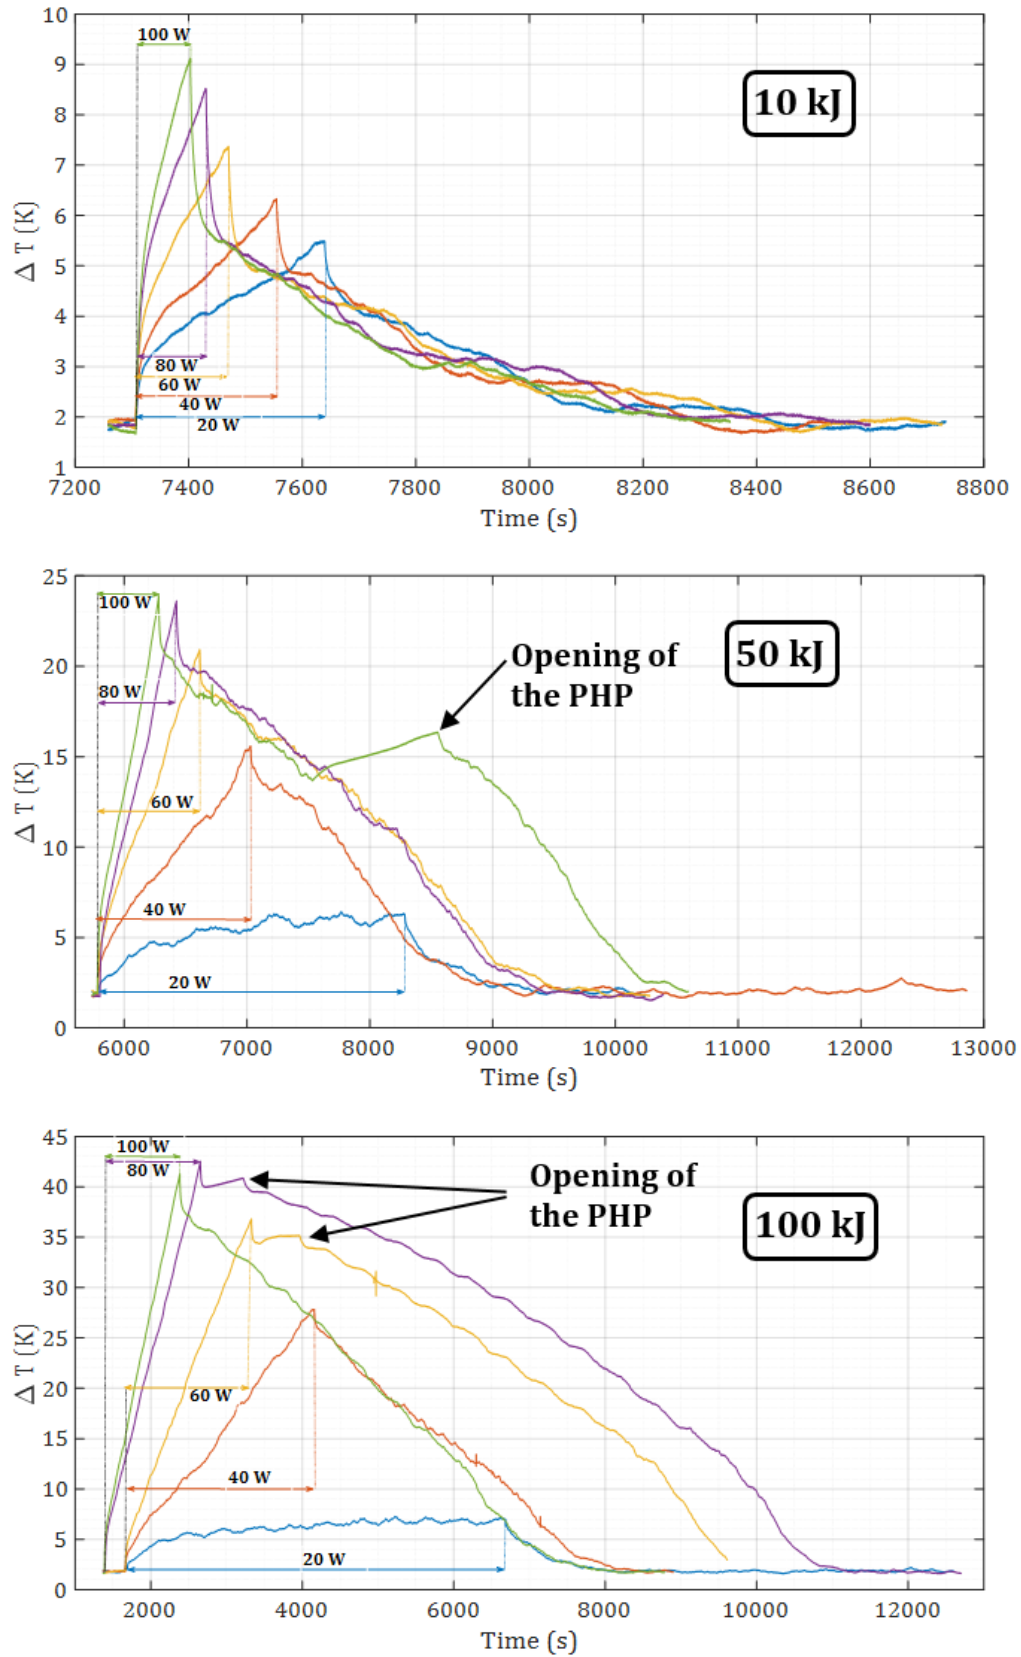 10
9
8
7
6
5
4
3
2
1
Δ T (K)
100 W
80 W
60 W
40 W
20 W
10 kJ
7200 7400 7600 7800 8000 8200 8400 8600 8800
Time (s)
25
20
15
10
5
0
Δ T (K)
100 W
80 W
60 W
40 W
20 W
Opening of
the PHP
50 kJ
6000 7000 8000 9000 10000 11000 12000 13000
Time (s)
45
40
35
30
25
20
15
10
5
0
Δ T (K)
100 W
80 W
60 W
40 W
20 W
Opening of
the PHP
100 kJ
2000 4000 6000 8000 10000 12000
Time (s)